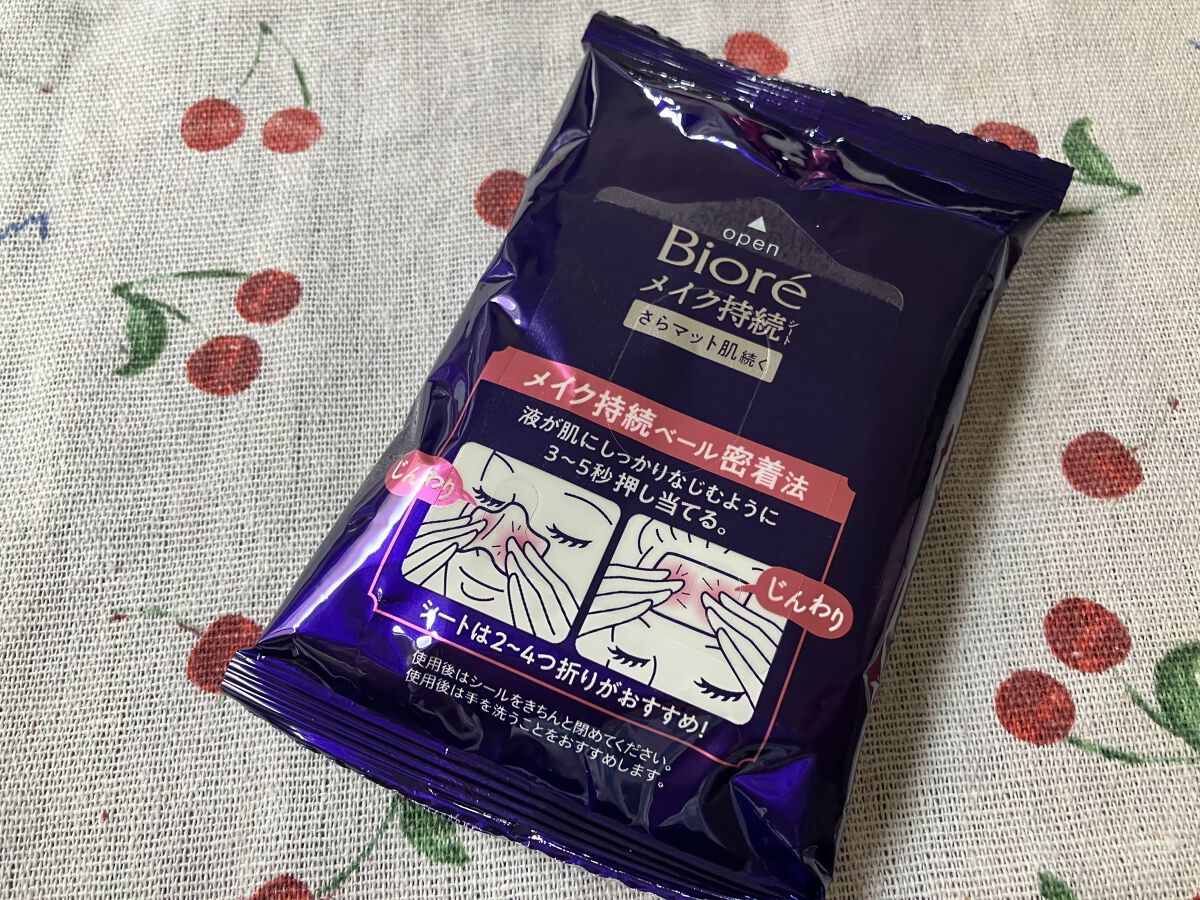 open
Bioré
メイク持続シート
さらマット肌続く
メイク持続ベール密着法
液が肌にしっかりなじむように
3~5秒押し当てる。
じんわり
じんわり
シートは2~4つ折りがおすすめ!
使用後はシールをきちんと閉めてください。
使用後は手を洗うことをおすすめします。